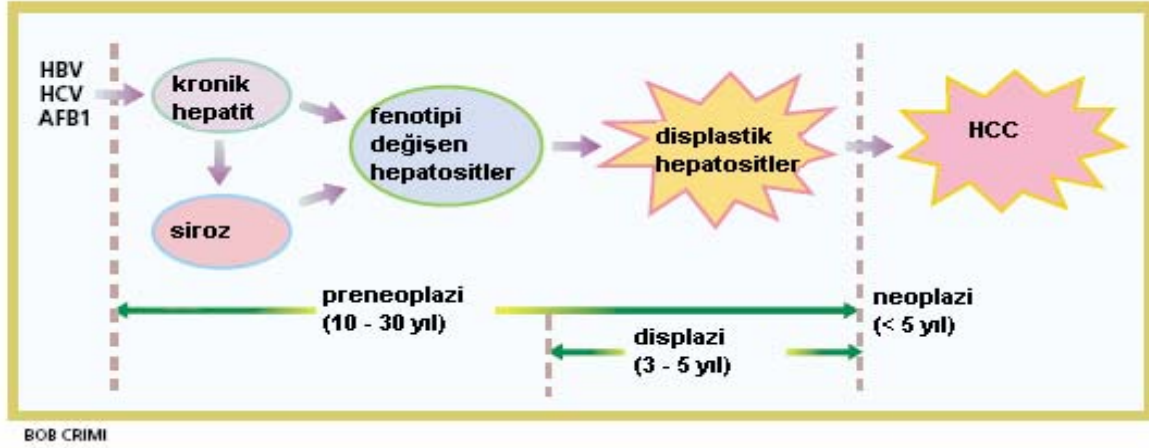 HBV
HCV
AFB1
kronik
hepatit
siroz
fenotipi
değişen
hepatositler
displastik
hepatositler
HCC
preneoplazi
(10 - 30 yıl)
displazi
(3 - 5 yıl)
neoplazi
(< 5 yıl)
BOB CRIMI